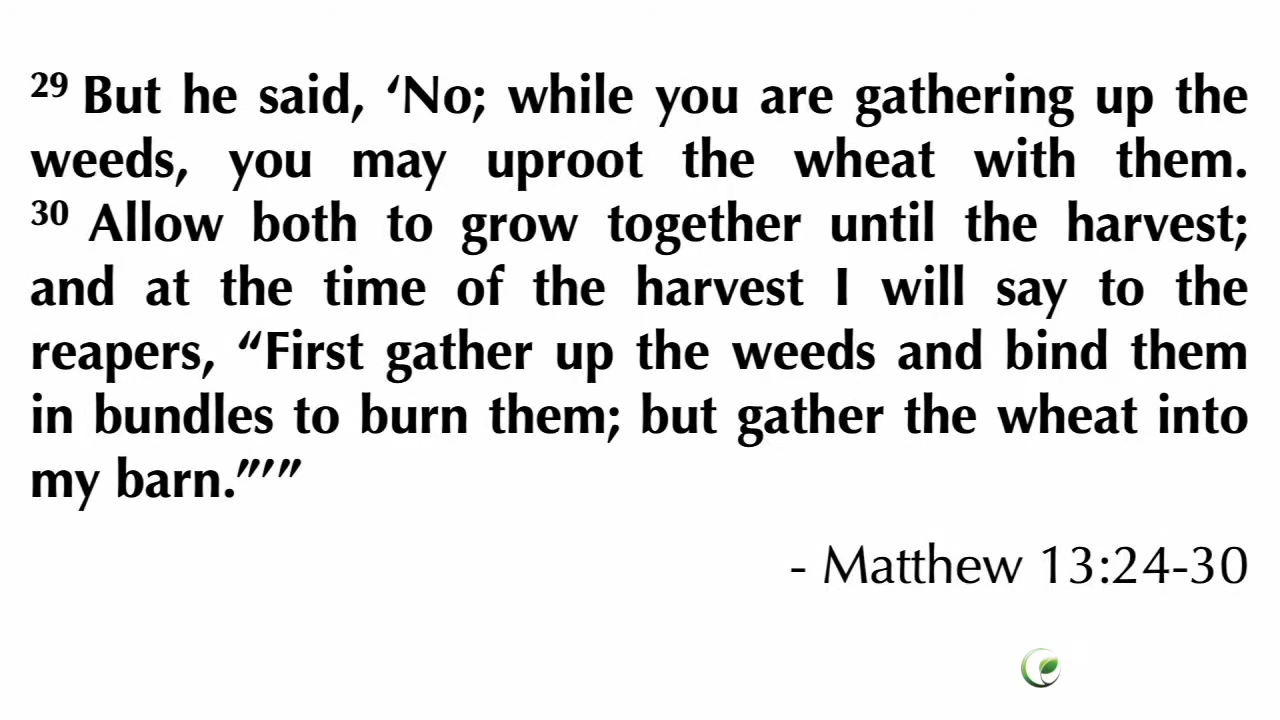 29 But he said, ‘No; while you are gathering up the
weeds, you may uproot the wheat with them.
30 Allow both to grow together until the harvest;
and at the time of the harvest I will say to the
reapers, “First gather up the weeds and bind them
in bundles to burn them; but gather the wheat into
my barn.”’”
- Matthew 13:24-30